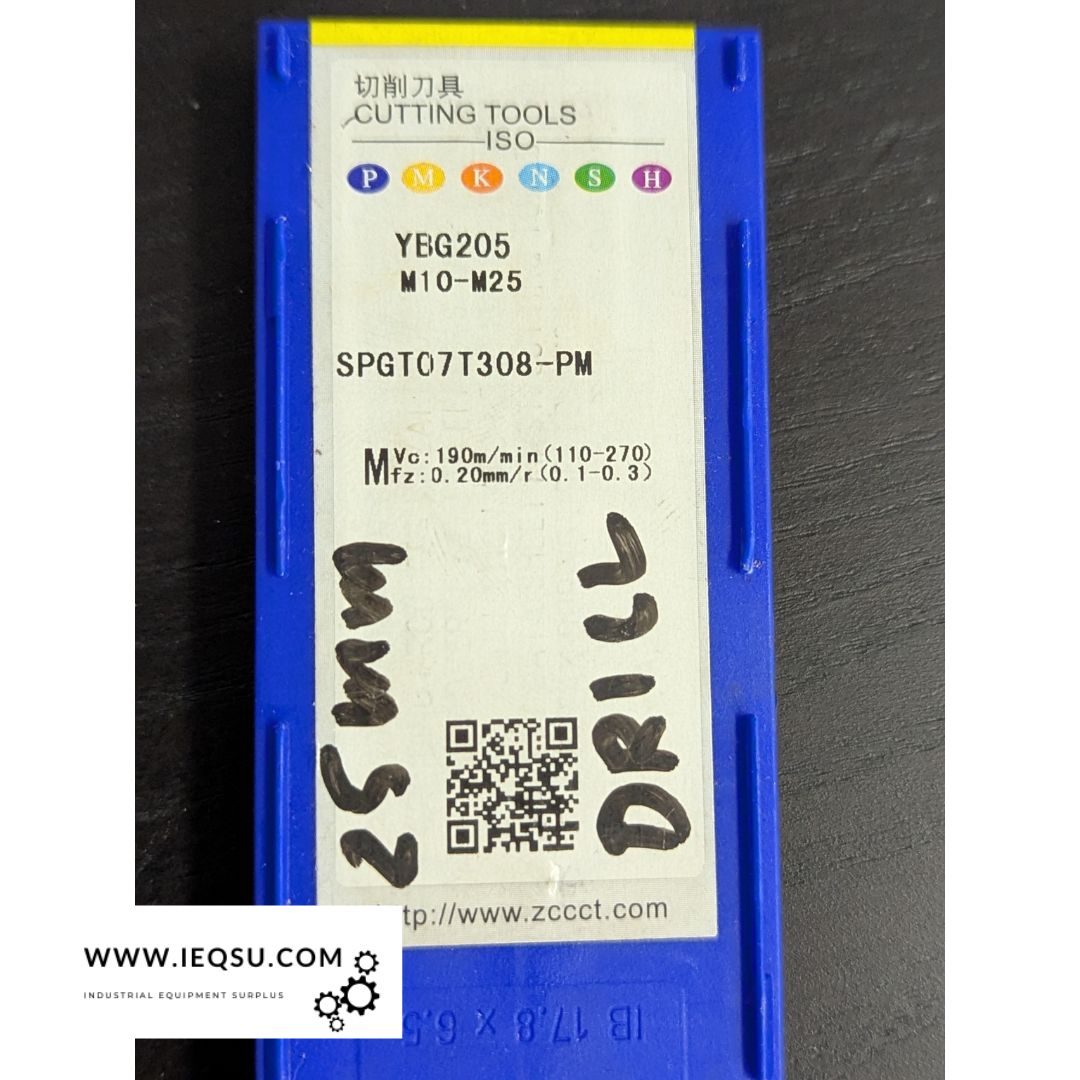 切削刀具
CUTTING TOOLS
ISO
P M K N S H
YBG205
M10-M25
SPGT07T308-PM
M Vc:190m/min(110-270)
fz:0.20mm/r(0.1-0.3)
DRILL
25mm
tp://www.zccct.com
WWW.IEQSU.COM
INDUSTRIAL EQUIPMENT SURPLUS
IB 17,8 x 6,5